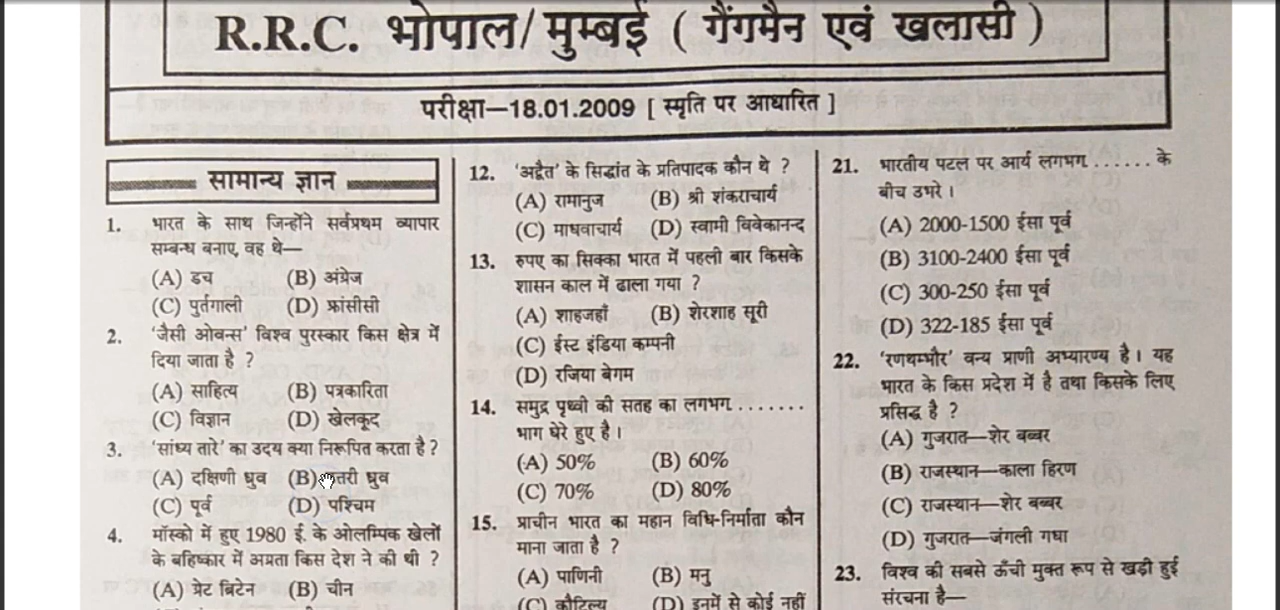 R.R.C. भोपाल/मुम्बई ( गैंगमैन एवं खलासी )
परीक्षा—18.01.2009 [ स्मृति पर आधारित ]
सामान्य ज्ञान
1. भारत के साथ जिन्होंने सर्वप्रथम व्यापार
सम्बन्ध बनाए, वह थे—
(A) डच (B) अंग्रेज
(C) पुर्तगाली (D) फ्रांसीसी
2. 'जैसी ओवन्स' विश्व पुरस्कार किस क्षेत्र में
दिया जाता है ?
(A) साहित्य (B) पत्रकारिता
(C) विज्ञान (D) खेलकूद
3. 'सांध्य तारे' का उदय क्या निरूपित करता है ?
(A) दक्षिणी ध्रुव (B) उत्तरी ध्रुव
(C) पूर्व (D) पश्चिम
4. मॉस्को में हुए 1980 ई. के ओलम्पिक खेलों
के बहिष्कार में अग्रता किस देश ने की थी ?
(A) ग्रेट ब्रिटेन (B) चीन
12. 'अद्वैत' के सिद्धांत के प्रतिपादक कौन थे ?
(A) रामानुज (B) श्री शंकराचार्य
(C) माधवाचार्य (D) स्वामी विवेकानन्द
13. रुपए का सिक्का भारत में पहली बार किसके
शासन काल में ढाला गया ?
(A) शाहजहाँ (B) शेरशाह सूरी
(C) ईस्ट इंडिया कम्पनी
(D) रजिया बेगम
14. समुद्र पृथ्वी की सतह का लगभग .......
भाग घेरे हुए है।
(A) 50% (B) 60%
(C) 70% (D) 80%
15. प्राचीन भारत का महान विधि-निर्माता कौन
माना जाता है ?
(A) पाणिनी (B) मनु
(C) कौटिल्य (D) इनमें से कोई नहीं
21. भारतीय पटल पर आर्य लगभग ...... के
बीच उभरे।
(A) 2000-1500 ईसा पूर्व
(B) 3100-2400 ईसा पूर्व
(C) 300-250 ईसा पूर्व
(D) 322-185 ईसा पूर्व
22. 'रणथम्भौर' वन्य प्राणी अभ्यारण्य है। यह
भारत के किस प्रदेश में है तथा किसके लिए
प्रसिद्ध है ?
(A) गुजरात—शेर बब्बर
(B) राजस्थान—काला हिरण
(C) राजस्थान—शेर बब्बर
(D) गुजरात—जंगली गधा
23. विश्व की सबसे ऊँची मुक्त रूप से खड़ी हुई
संरचना है—